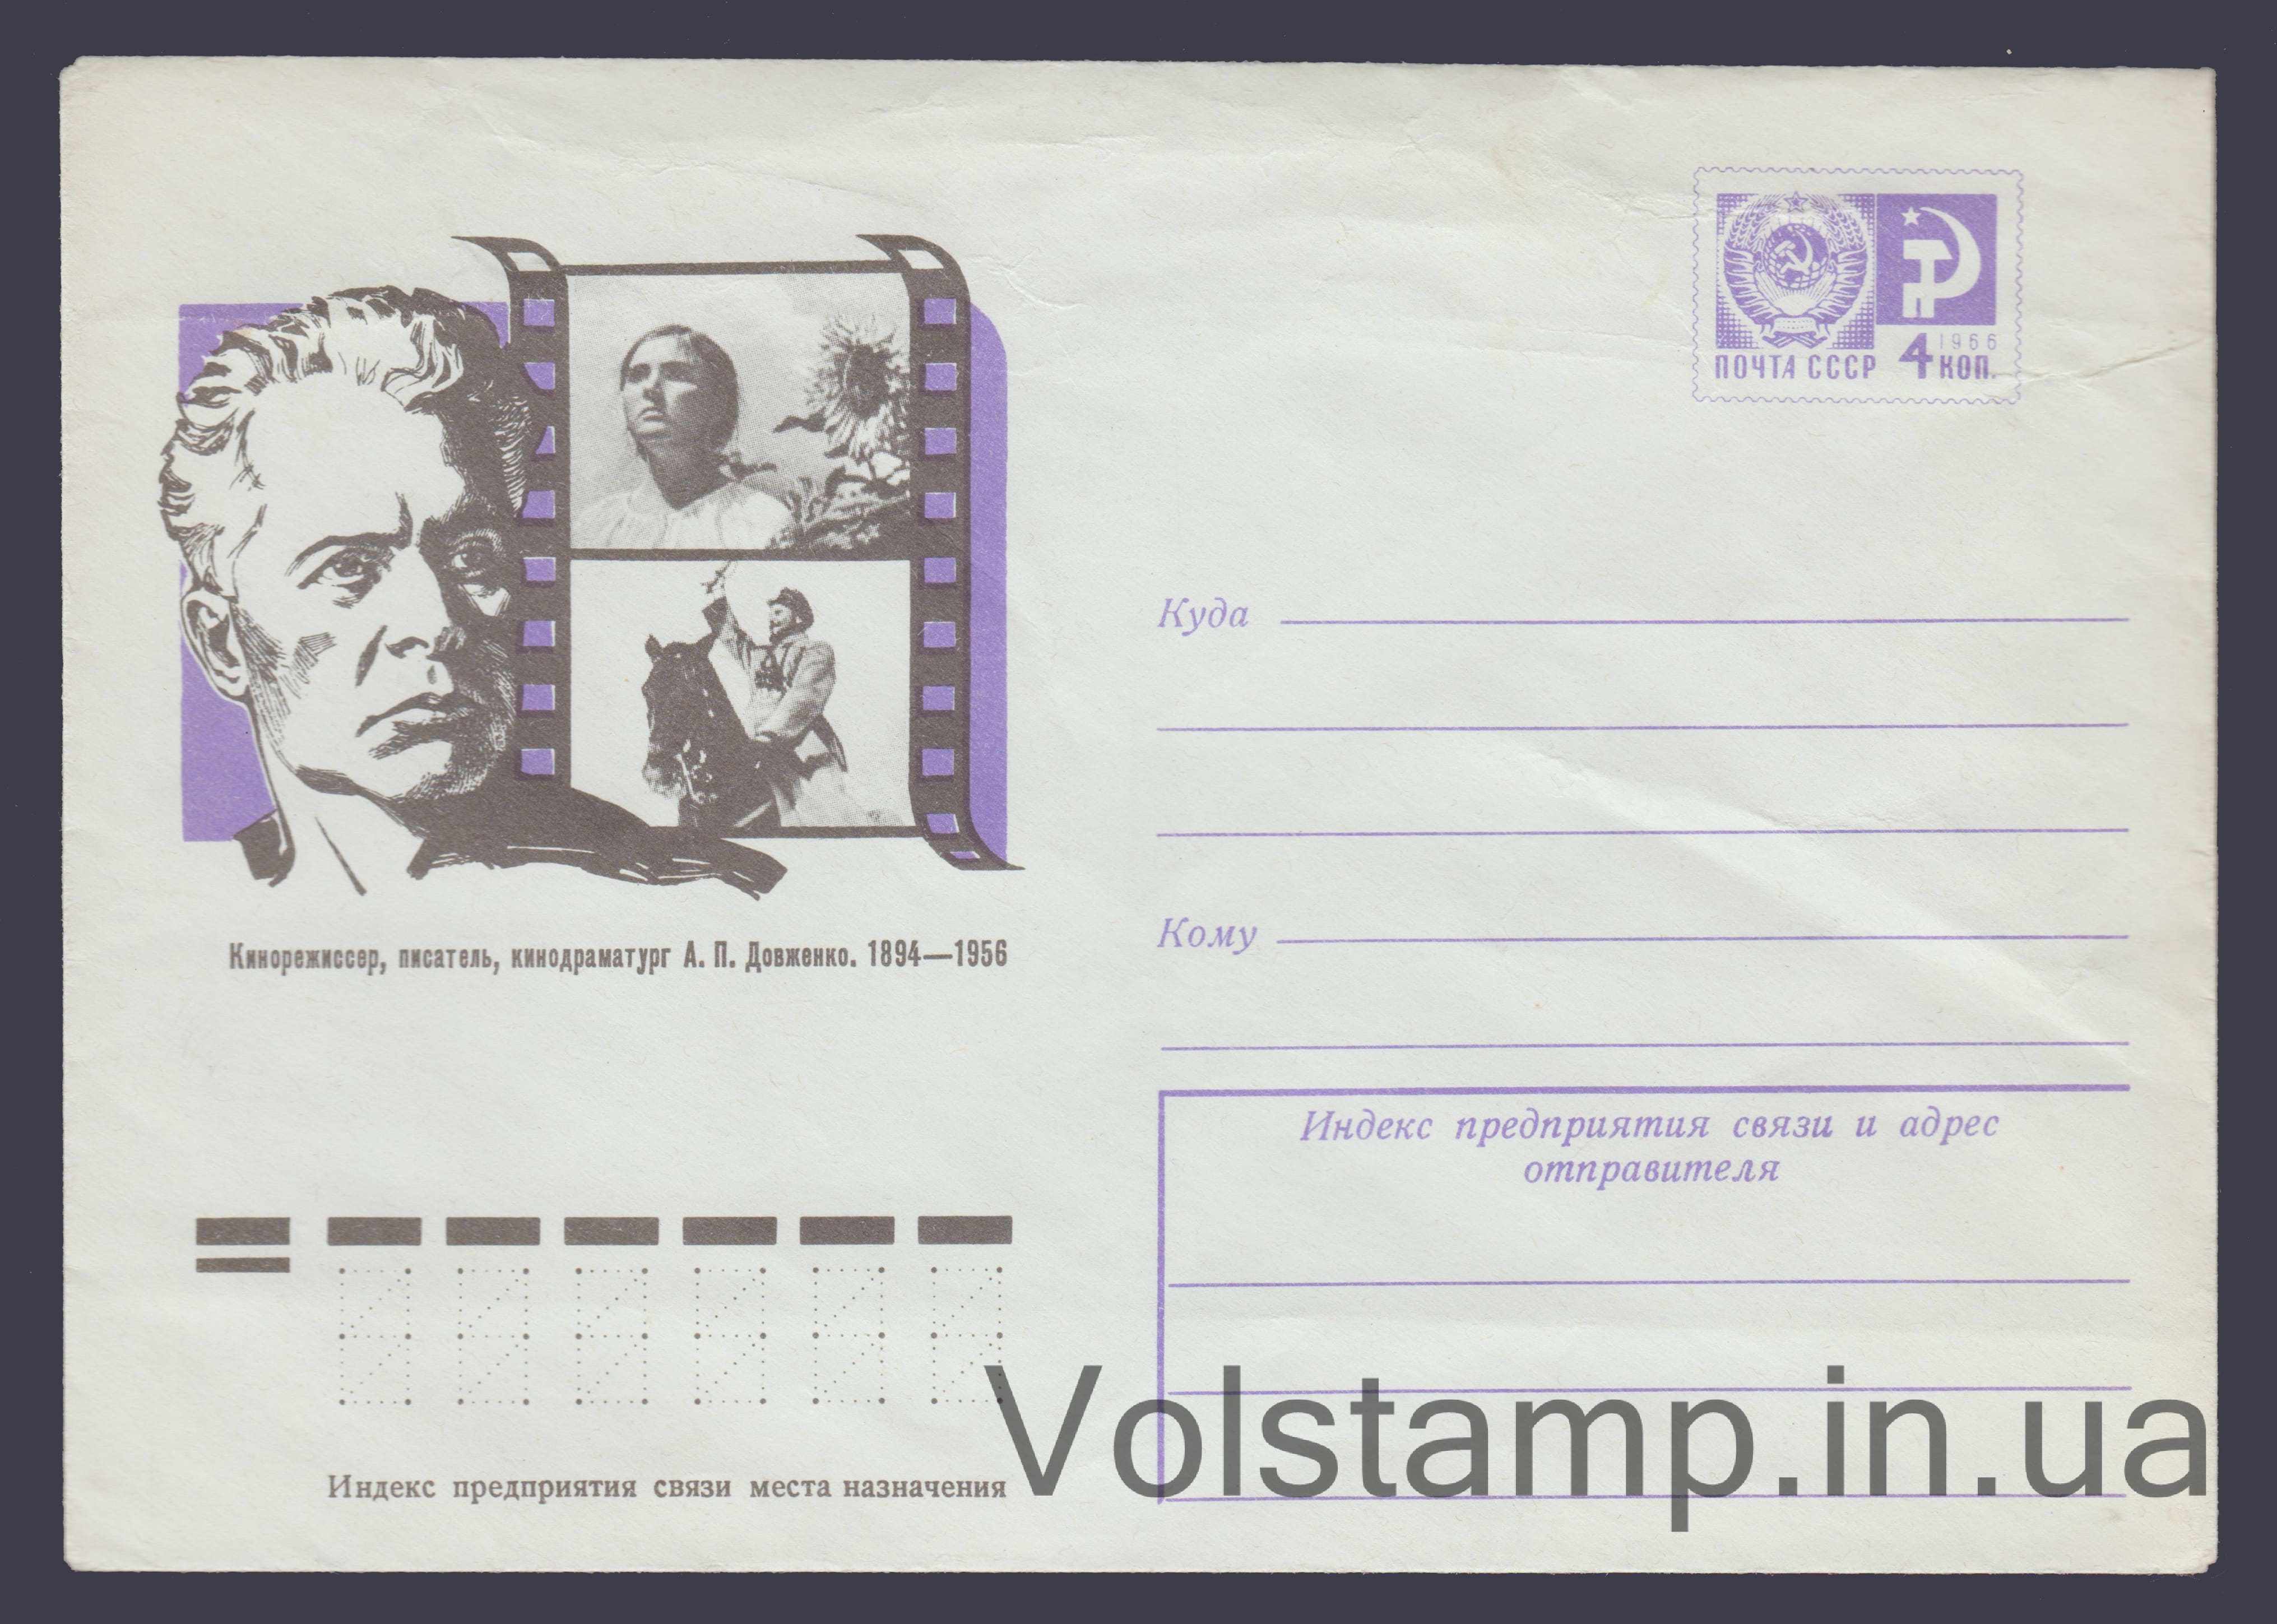 1966
ПОЧТА СССР 4 КОП.
Куда
Кинорежиссер, писатель, кинодраматург А. П. Довженко. 1894—1956
Кому
Индекс предприятия связи и адрес
отправителя
Индекс предприятия связи места назначения
Volstamp.in.ua